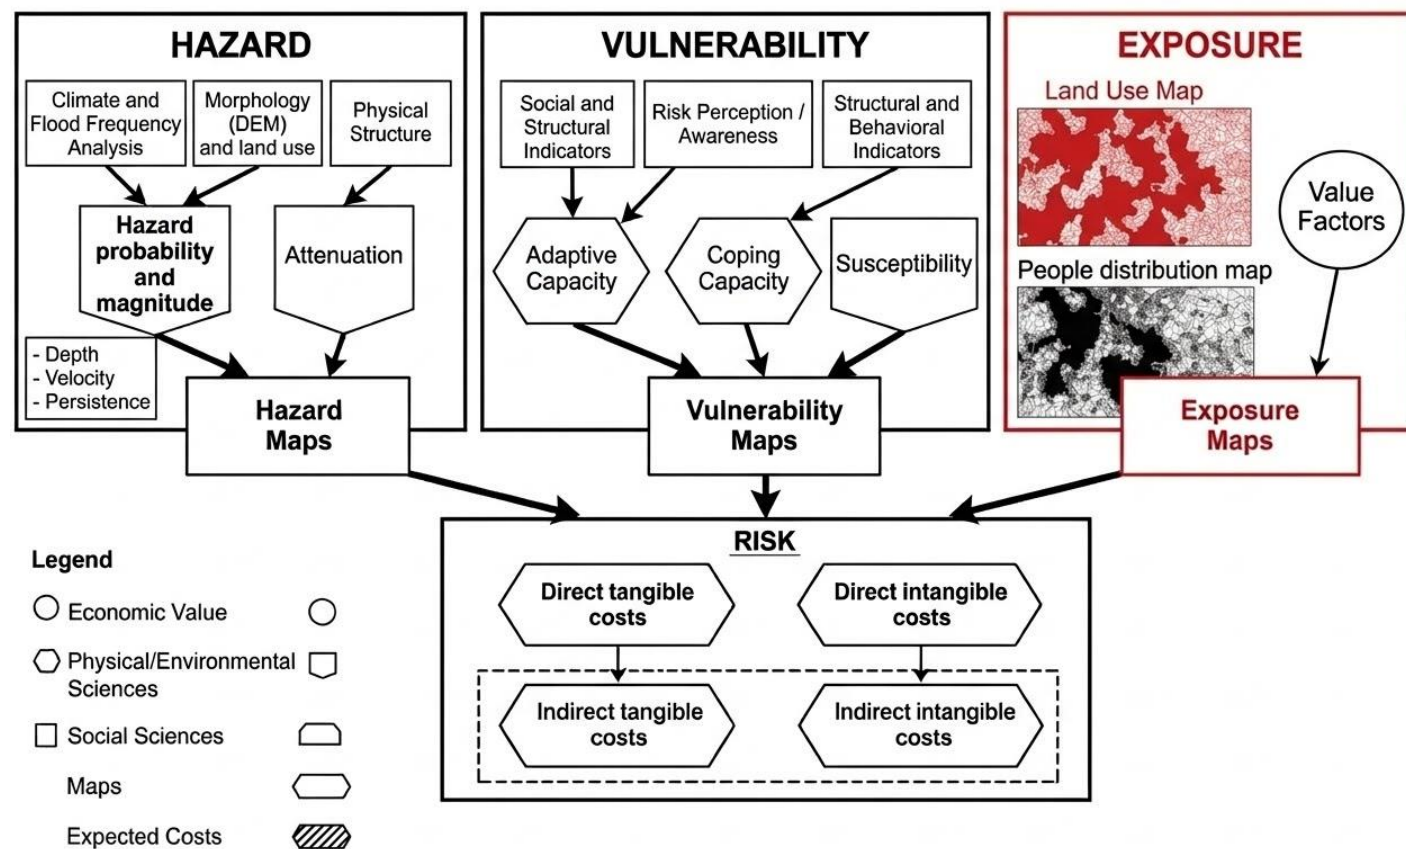 HAZARD
Climate and
Flood Frequency
Analysis
Morphology
(DEM)
and land use
Physical
Structure
Hazard
probability
and
magnitude
Attenuation
- Depth
- Velocity
- Persistence
Hazard
Maps
VULNERABILITY
Social and
Structural
Indicators
Risk Perception /
Awareness
Structural and
Behavioral
Indicators
Adaptive
Capacity
Coping
Capacity
Susceptibility
Vulnerability
Maps
EXPOSURE
Land Use Map
Value
Factors
People distribution map
Exposure
Maps
RISK
Direct tangible
costs
Direct intangible
costs
Indirect tangible
costs
Indirect intangible
costs
Legend
Economic Value
Physical/Environmental
Sciences
Social Sciences
Maps
Expected Costs